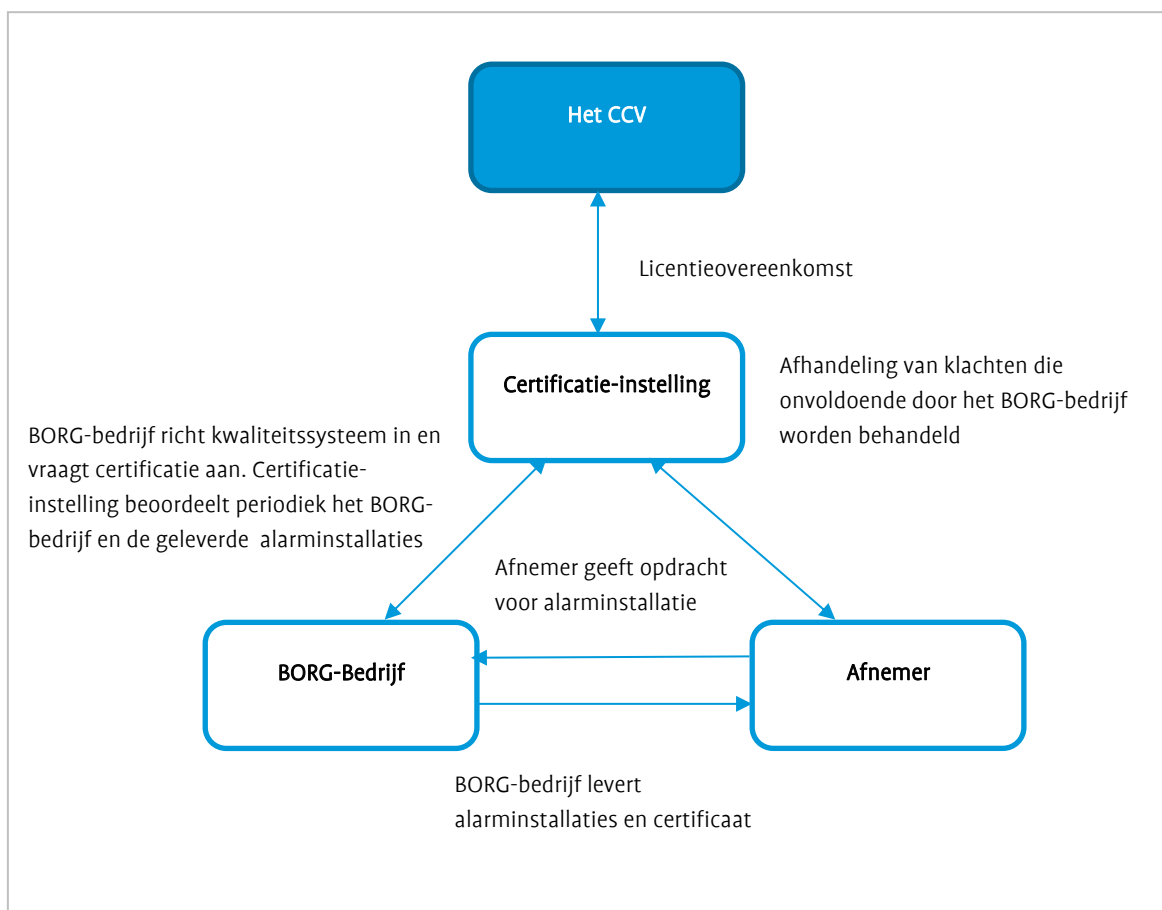 Het CCV
Licentieovereenkomst
Certificatie-instelling
Afhandeling van klachten die
onvoldoende door het BORG-bedrijf
worden behandeld
BORG-bedrijf richt kwaliteitssysteem in en
vraagt certificatie aan. Certificatie-
instelling beoordeelt periodiek het BORG-
bedrijf en de geleverde alarminstallaties
Afnemer geeft opdracht
voor alarminstallatie
BORG-Bedrijf
Afnemer
BORG-bedrijf levert
alarminstallaties en certificaat